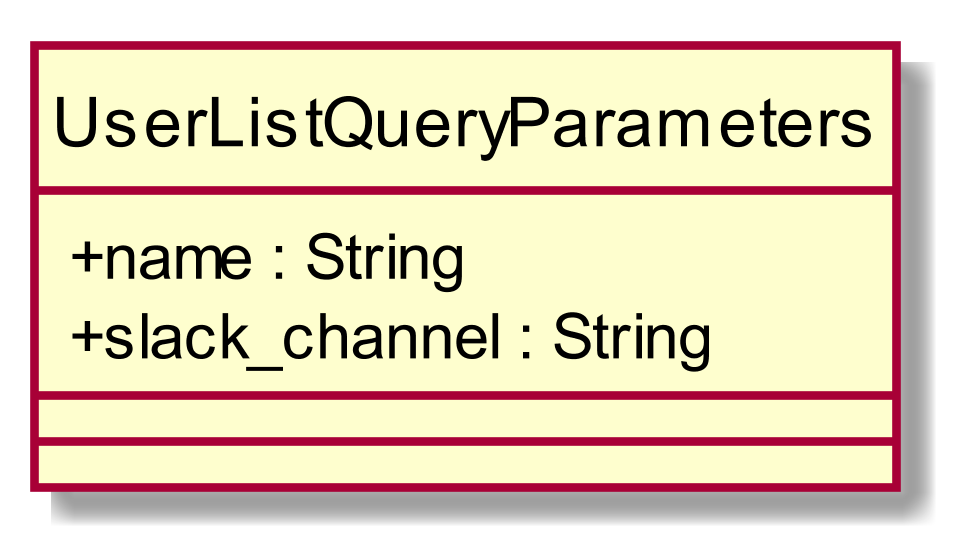 UserListQueryParameters
+name : String
+slack_channel : String